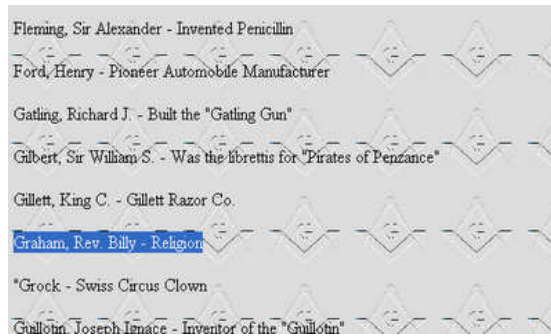 Fleming, Sir Alexander - Invented Penicillin
Ford, Henry - Pioneer Automobile Manufacturer
Gatling, Richard J. - Built the "Gatling Gun"
Gilbert, Sir William S. - Was the librettis for "Pirates of Penzance"
Gillett, King C. - Gillett Razor Co.
Graham, Rev. Billy - Religion
"Grock - Swiss Circus Clown
Guillotin, Joseph Ignace - Inventor of the "Guillotin"